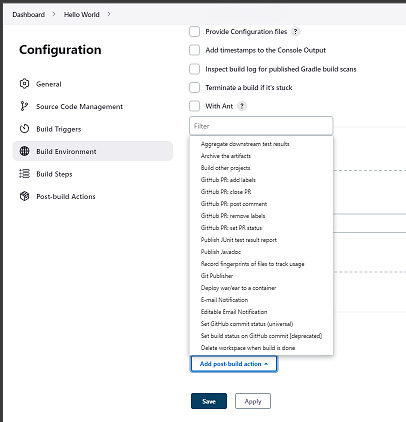 Dashboard > Hello World >
Configuration
General
Source Code Management
Build Triggers
Build Environment
Build Steps
Post-build Actions
Provide Configuration files ?
Add timestamps to the Console Output
Inspect build log for published Gradle build scans
Terminate a build if it's stuck
With Ant ?
Filter
Aggregate downstream test results
Archive the artifacts
Build other projects
GitHub PR: add labels
GitHub PR: close PR
GitHub PR: post comment
GitHub PR: remove labels
GitHub PR: set PR status
Publish JUnit test result report
Publish Javadoc
Record fingerprints of files to track usage
Git Publisher
Deploy war/ear to a container
E-mail Notification
Editable Email Notification
Set GitHub commit status (universal)
Set build status on GitHub commit [deprecated]
Delete workspace when build is done
Add post-build action
Save
Apply